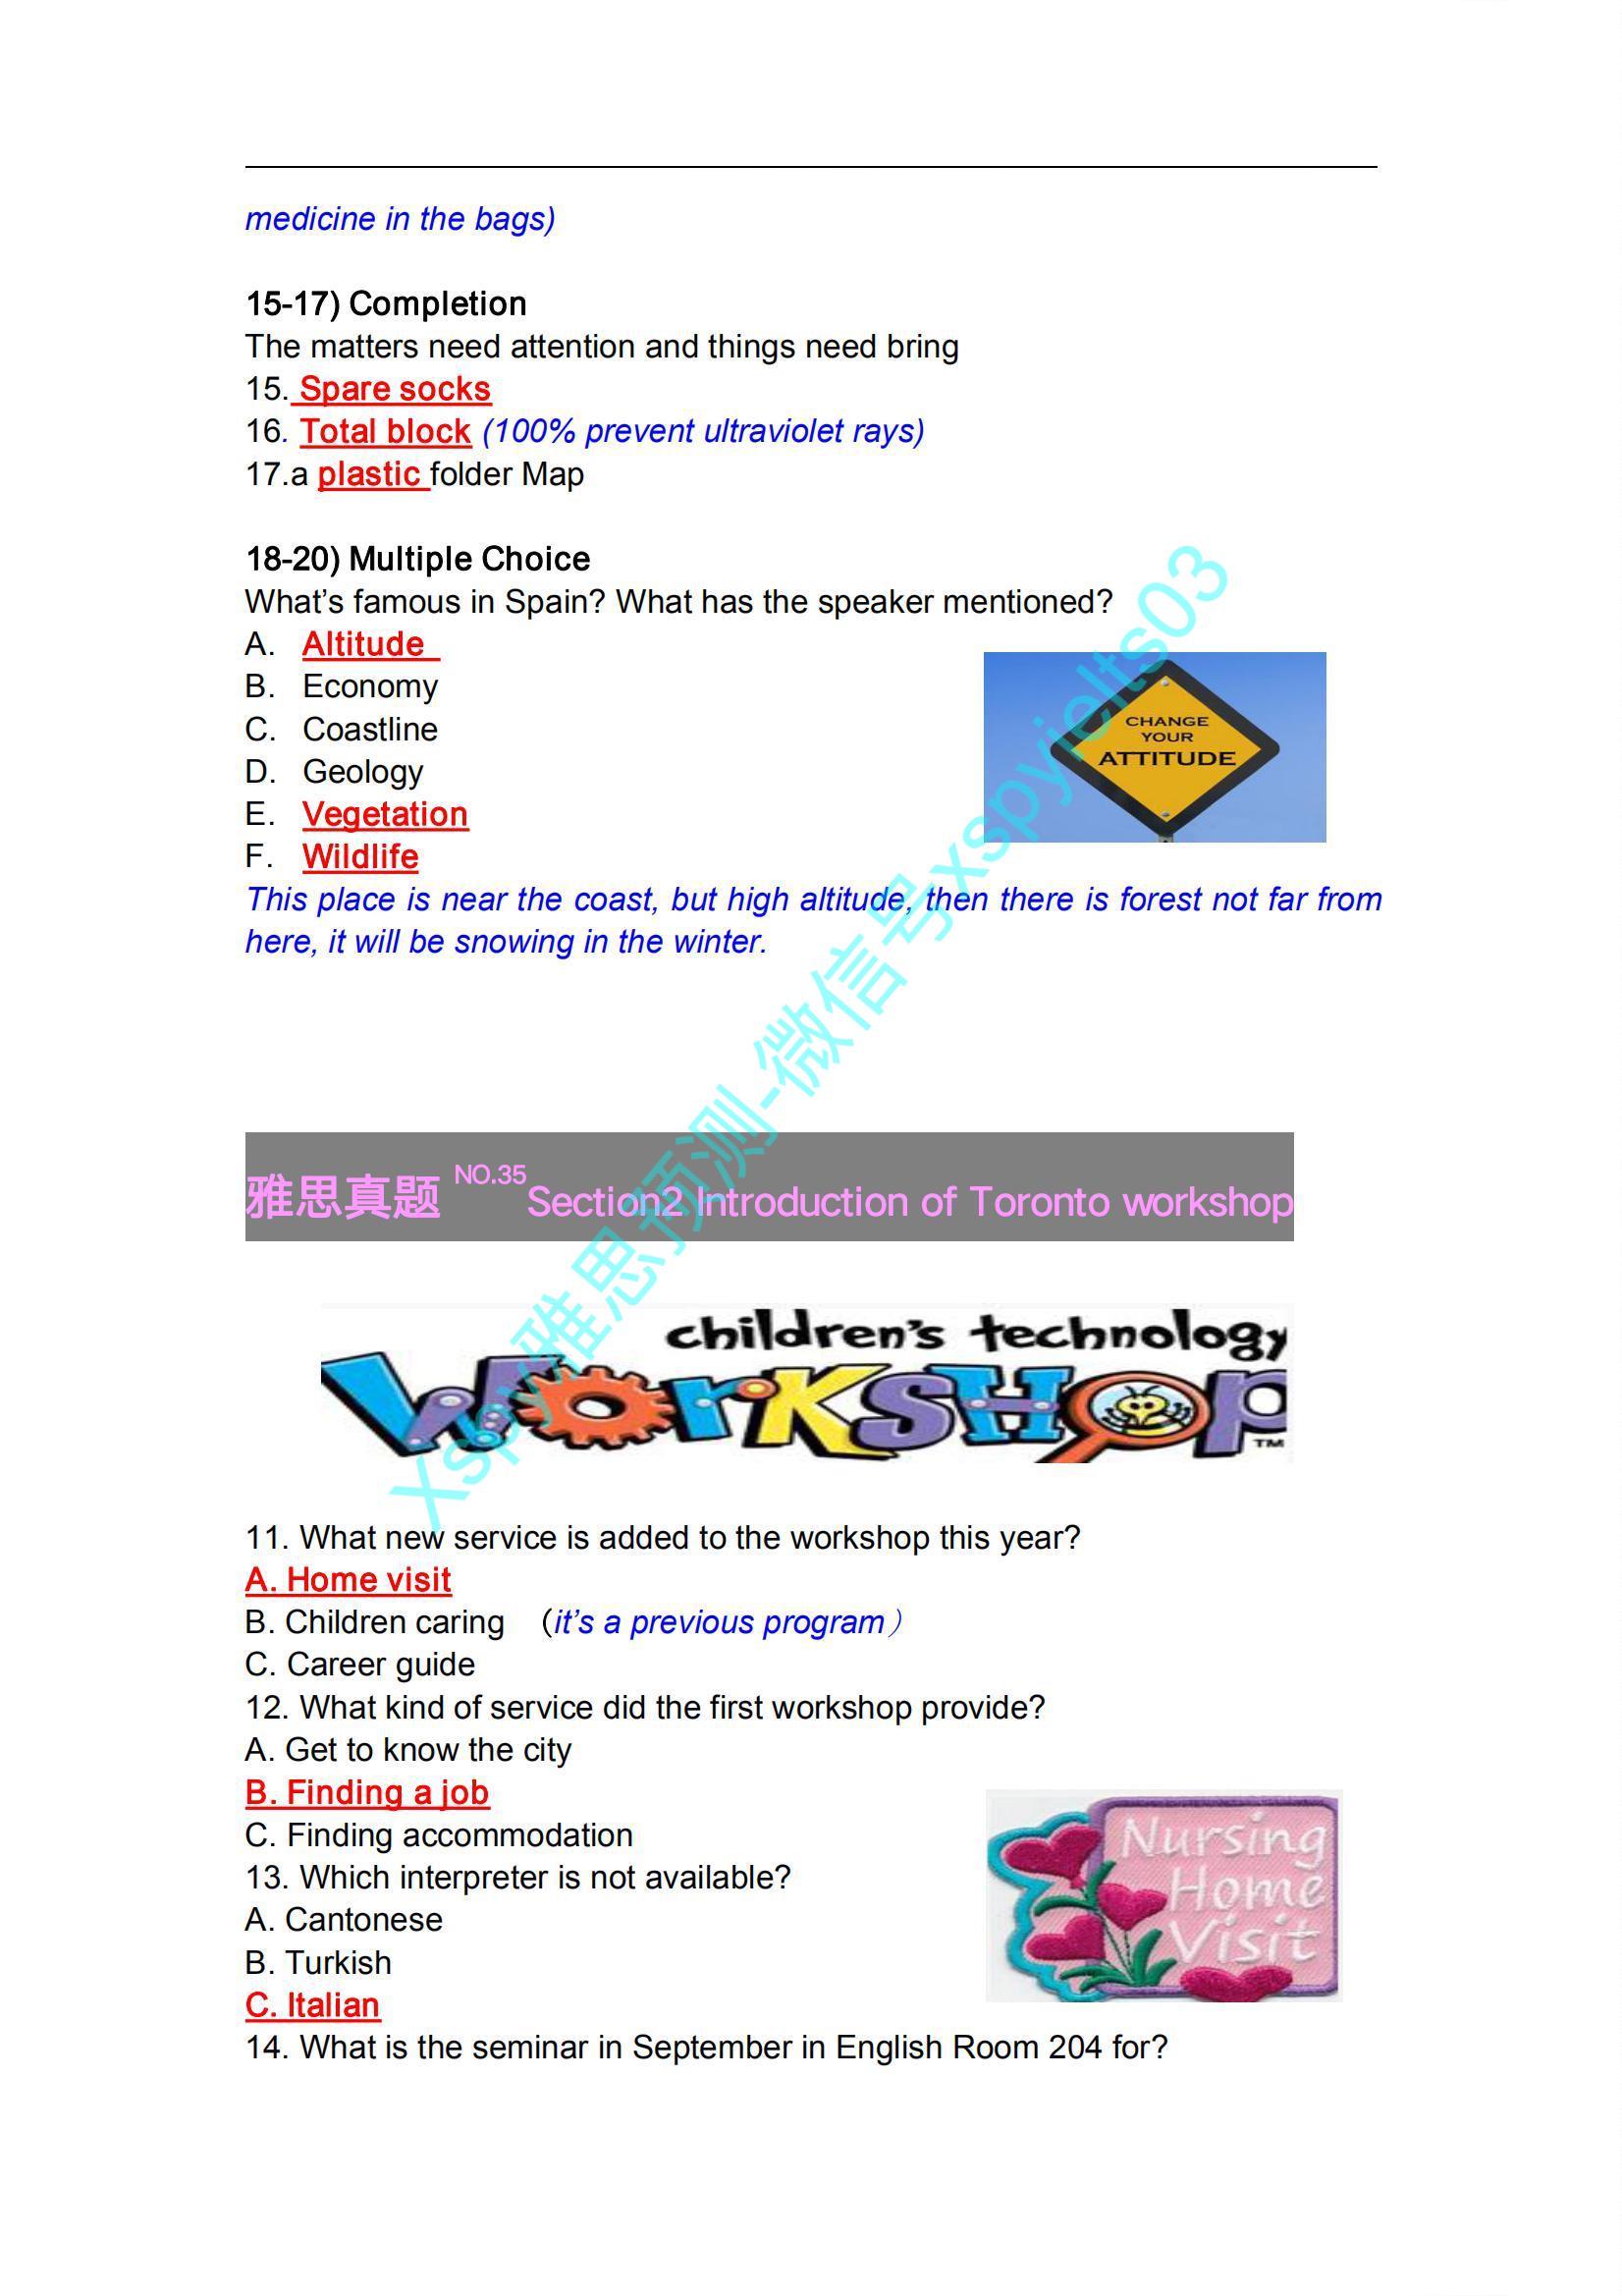 medicine in the bags)
15-17) Completion
The matters need attention and things need bring
15. Spare socks
16. Total block (100% prevent ultraviolet rays)
17.a plastic folder Map
18-20) Multiple Choice
What's famous in Spain? What has the speaker mentioned?
A. Altitude
B. Economy
C. Coastline
D. Geology
E. Vegetation
F. Wildlife
CHANGE
YOUR
ATTITUDE
This place is near the coast, but high altitude, then there is forest not far from
here, it will be snowing in the winter.
雅思真题 NO.35 Section2 Introduction of Toronto workshop
children's technology
WORKSHOP TM
11. What new service is added to the workshop this year?
A. Home visit
B. Children caring （it's a previous program）
C. Career guide
12. What kind of service did the first workshop provide?
A. Get to know the city
B. Finding a job
C. Finding accommodation
13. Which interpreter is not available?
A. Cantonese
B. Turkish
C. Italian
Nursing
Home
Visit
14. What is the seminar in September in English Room 204 for?
Xspy雅思预测-微信号xspyielts03